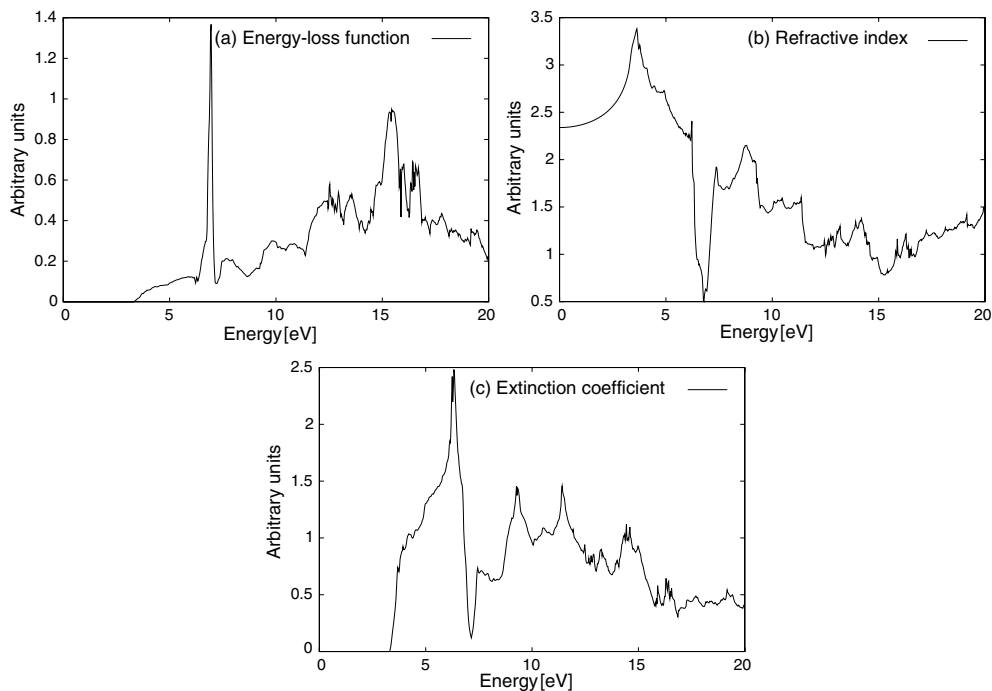 (a) Energy-loss function
Arbitrary units
1.4
1.2
1
0.8
0.6
0.4
0.2
0
0 5 10 15 20
Energy[eV]
(b) Refractive index
Arbitrary units
3.5
3
2.5
2
1.5
1
0.5
0 5 10 15 20
Energy[eV]
(c) Extinction coefficient
Arbitrary units
2.5
2
1.5
1
0.5
0
0 5 10 15 20
Energy[eV]